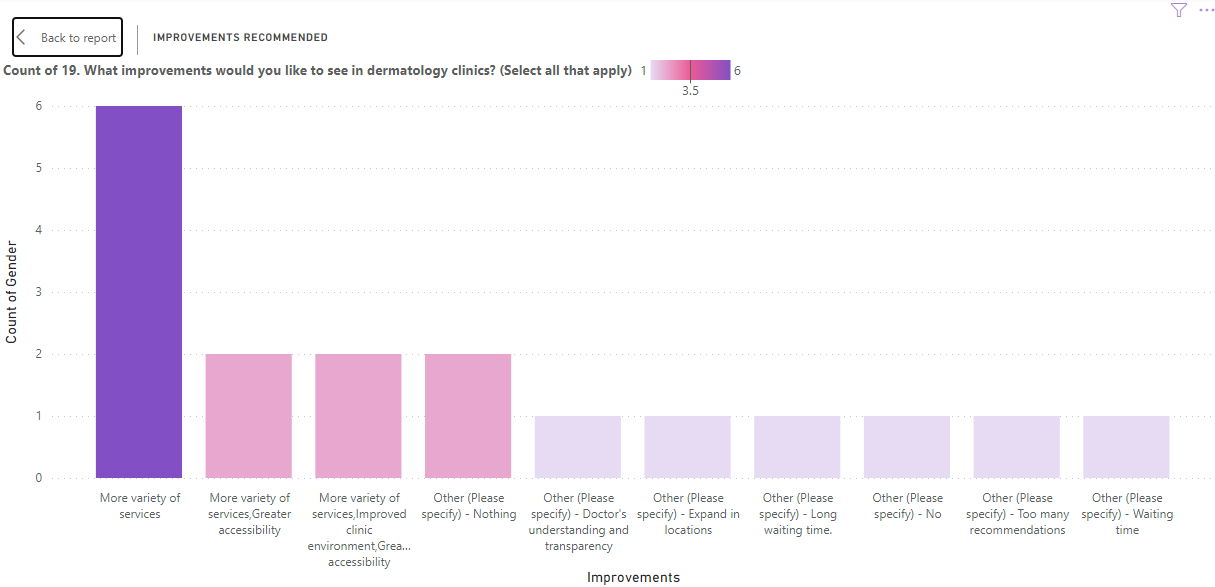 Back to report
IMPROVEMENTS RECOMMENDED
Count of 19. What improvements would you like to see in dermatology clinics? (Select all that apply)
1
6
3.5
Count of Gender
6
5
4
3
2
1
0
More variety of
services
More variety of
services,Greater
accessibility
More variety of
services,Improved
clinic
environment,Grea...
accessibility
Other (Please
specify) - Nothing
Other (Please
specify) - Doctor's
understanding and
transparency
Other (Please
specify) - Expand in
locations
Other (Please
specify) - Long
waiting time.
Other (Please
specify) - No
Other (Please
specify) - Too many
recommendations
Other (Please
specify) - Waiting
time
Improvements